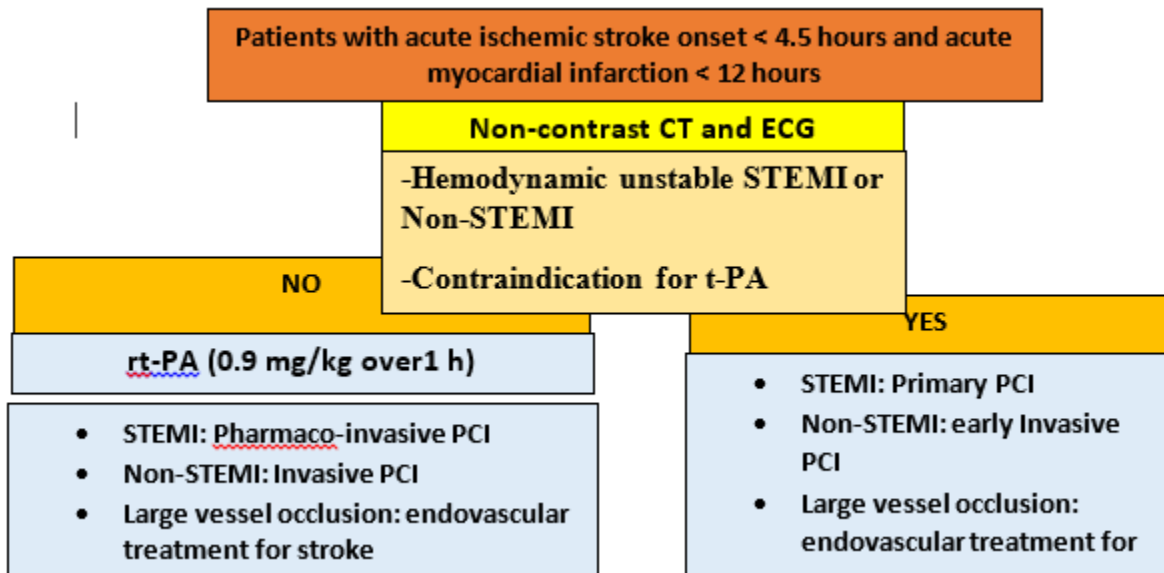 Patients with acute ischemic stroke onset < 4.5 hours and acute
myocardial infarction < 12 hours
Non-contrast CT and ECG
-Hemodynamic unstable STEMI or
Non-STEMI
-Contraindication for t-PA
NO
rt-PA (0.9 mg/kg over1 h)
• STEMI: Pharmaco-invasive PCI
• Non-STEMI: Invasive PCI
• Large vessel occlusion: endovascular
treatment for stroke
YES
• STEMI: Primary PCI
• Non-STEMI: early Invasive
PCI
• Large vessel occlusion:
endovascular treatment for